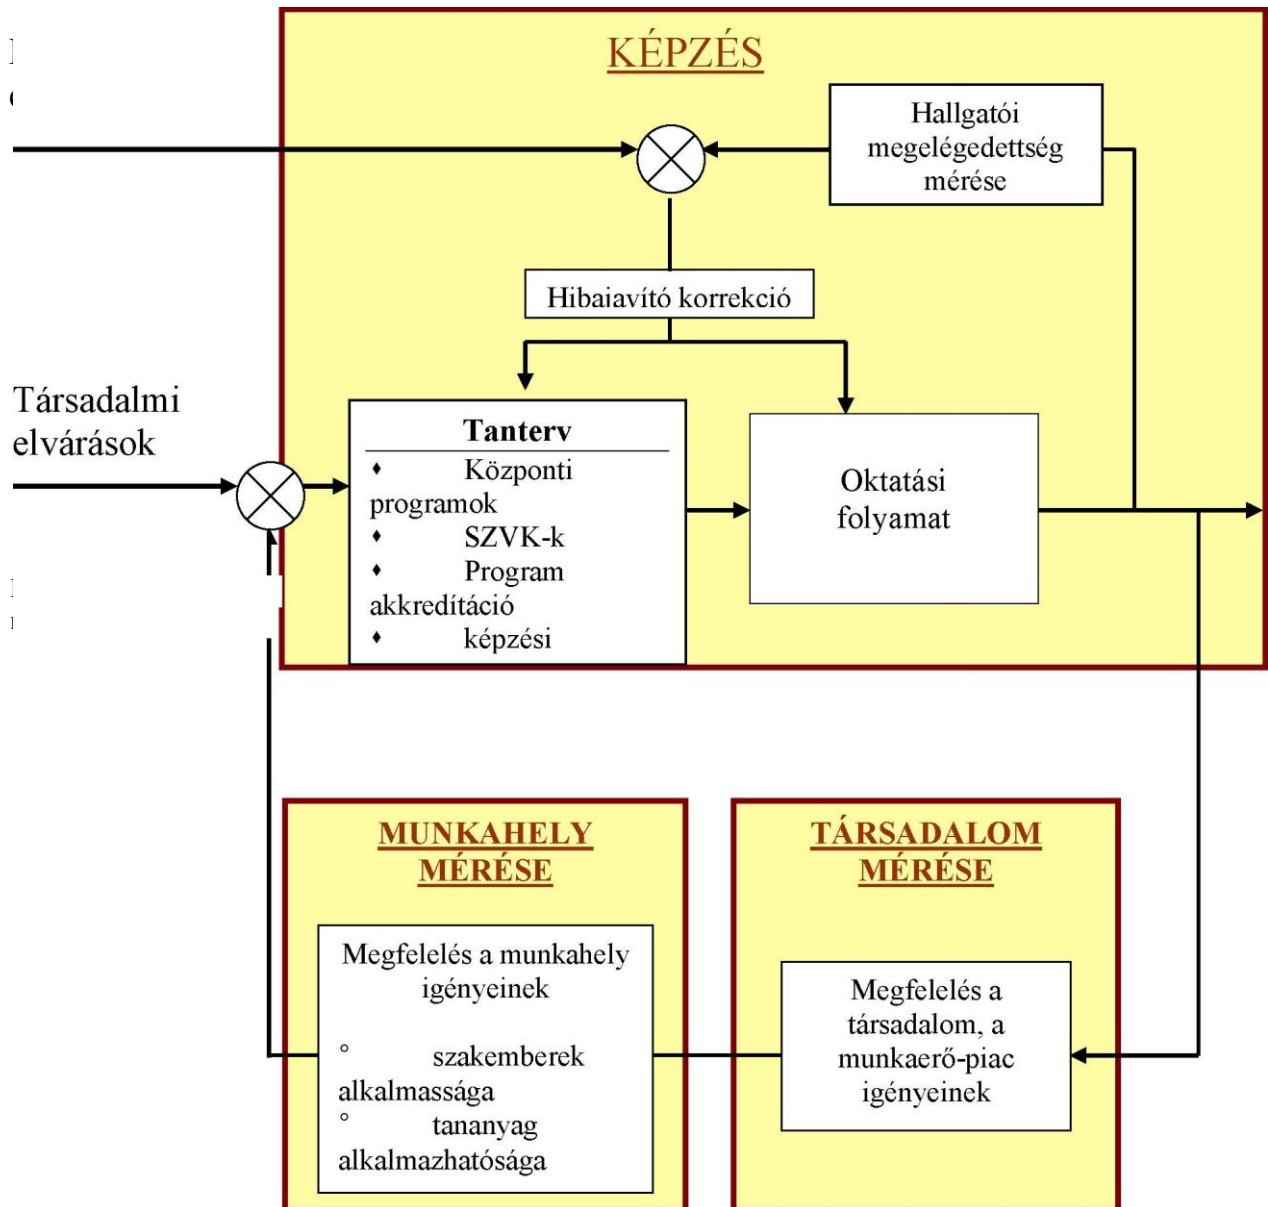 KÉPZÉS
Hallgatói
megelégedettség
mérése
Hibaiavító korrekció
Társadalmi
elvárások
Tanterv
♦ Központi
programok
♦ SZVK-k
♦ Program
akkredítáció
♦ képzési
Oktatási
folyamat
MUNKAHELY
MÉRÉSE
Megfelelés a munkahely
igényeinek
° szakemberek
alkalmassága
° tananyag
alkalmazhatósága
TÁRSADALOM
MÉRÉSE
Megfelelés a
társadalom, a
munkaerő-piac
igényeinek